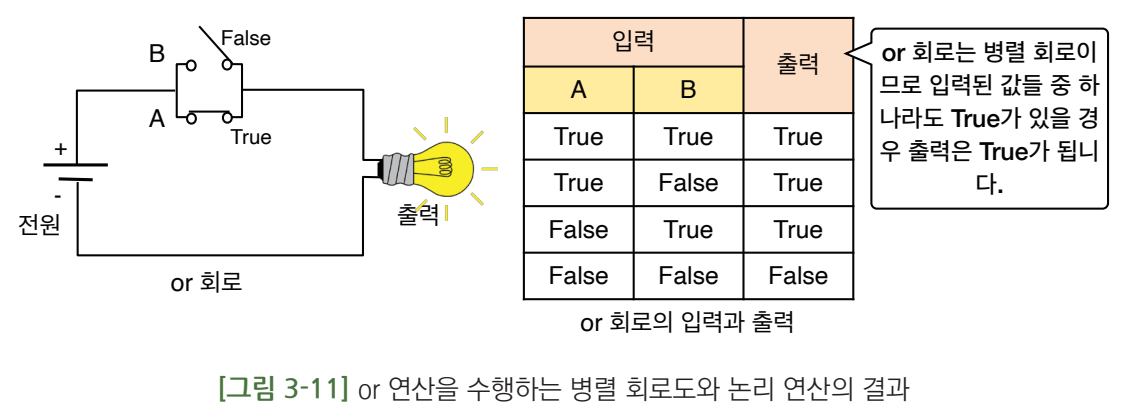 B
False
A
True
+
-
전원
출력
or 회로
입력
출력
A B
True True True
True False True
False True True
False False False
or 회로의 입력과 출력
or 회로는 병렬 회로이
므로 입력된 값들 중 하
나라도 True가 있을 경
우 출력은 True가 됩니
다.
[그림 3-11] or 연산을 수행하는 병렬 회로도와 논리 연산의 결과